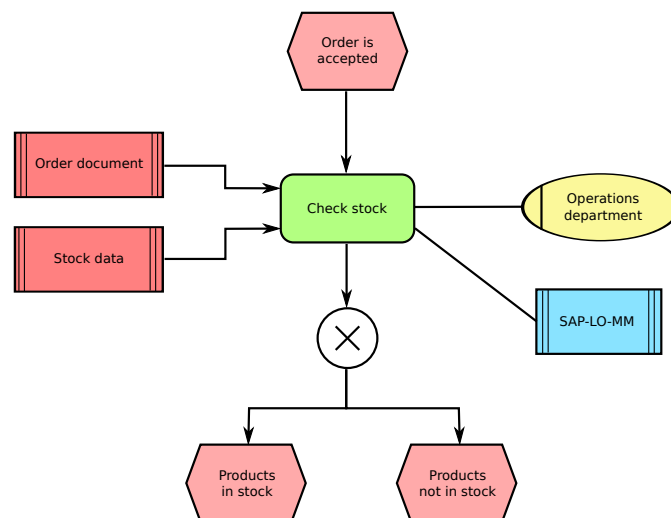 Order is
accepted
Order document
Check stock
Operations
department
Stock data
SAP-LO-MM
Products
in stock
Products
not in stock